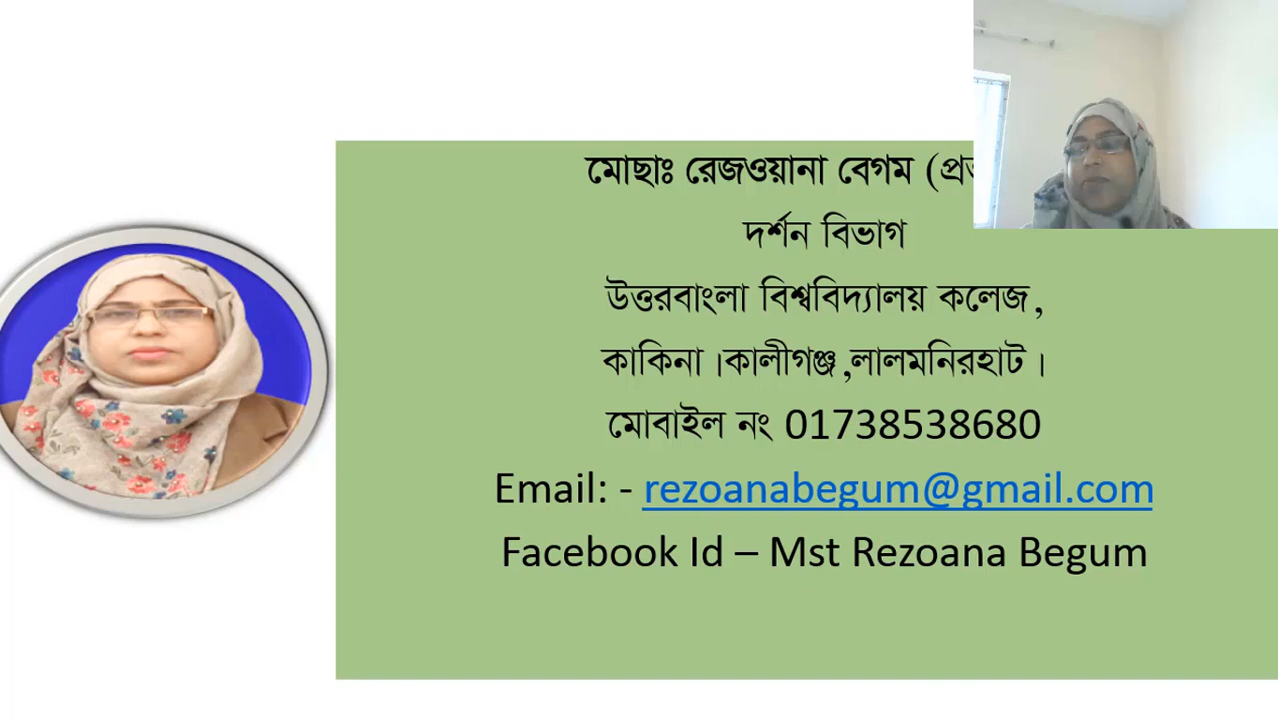 মোছাঃ রেজওয়ানা বেগম
দর্শন বিভাগ
উত্তরবাংলা বিশ্ববিদ্যালয় কলেজ,
কাকিনা।কালীগঞ্জ,লালমনিরহাট।
মোবাইল নং 01738538680
Email: - rezoanabegum@gmail.com
Facebook Id – Mst Rezoana Begum